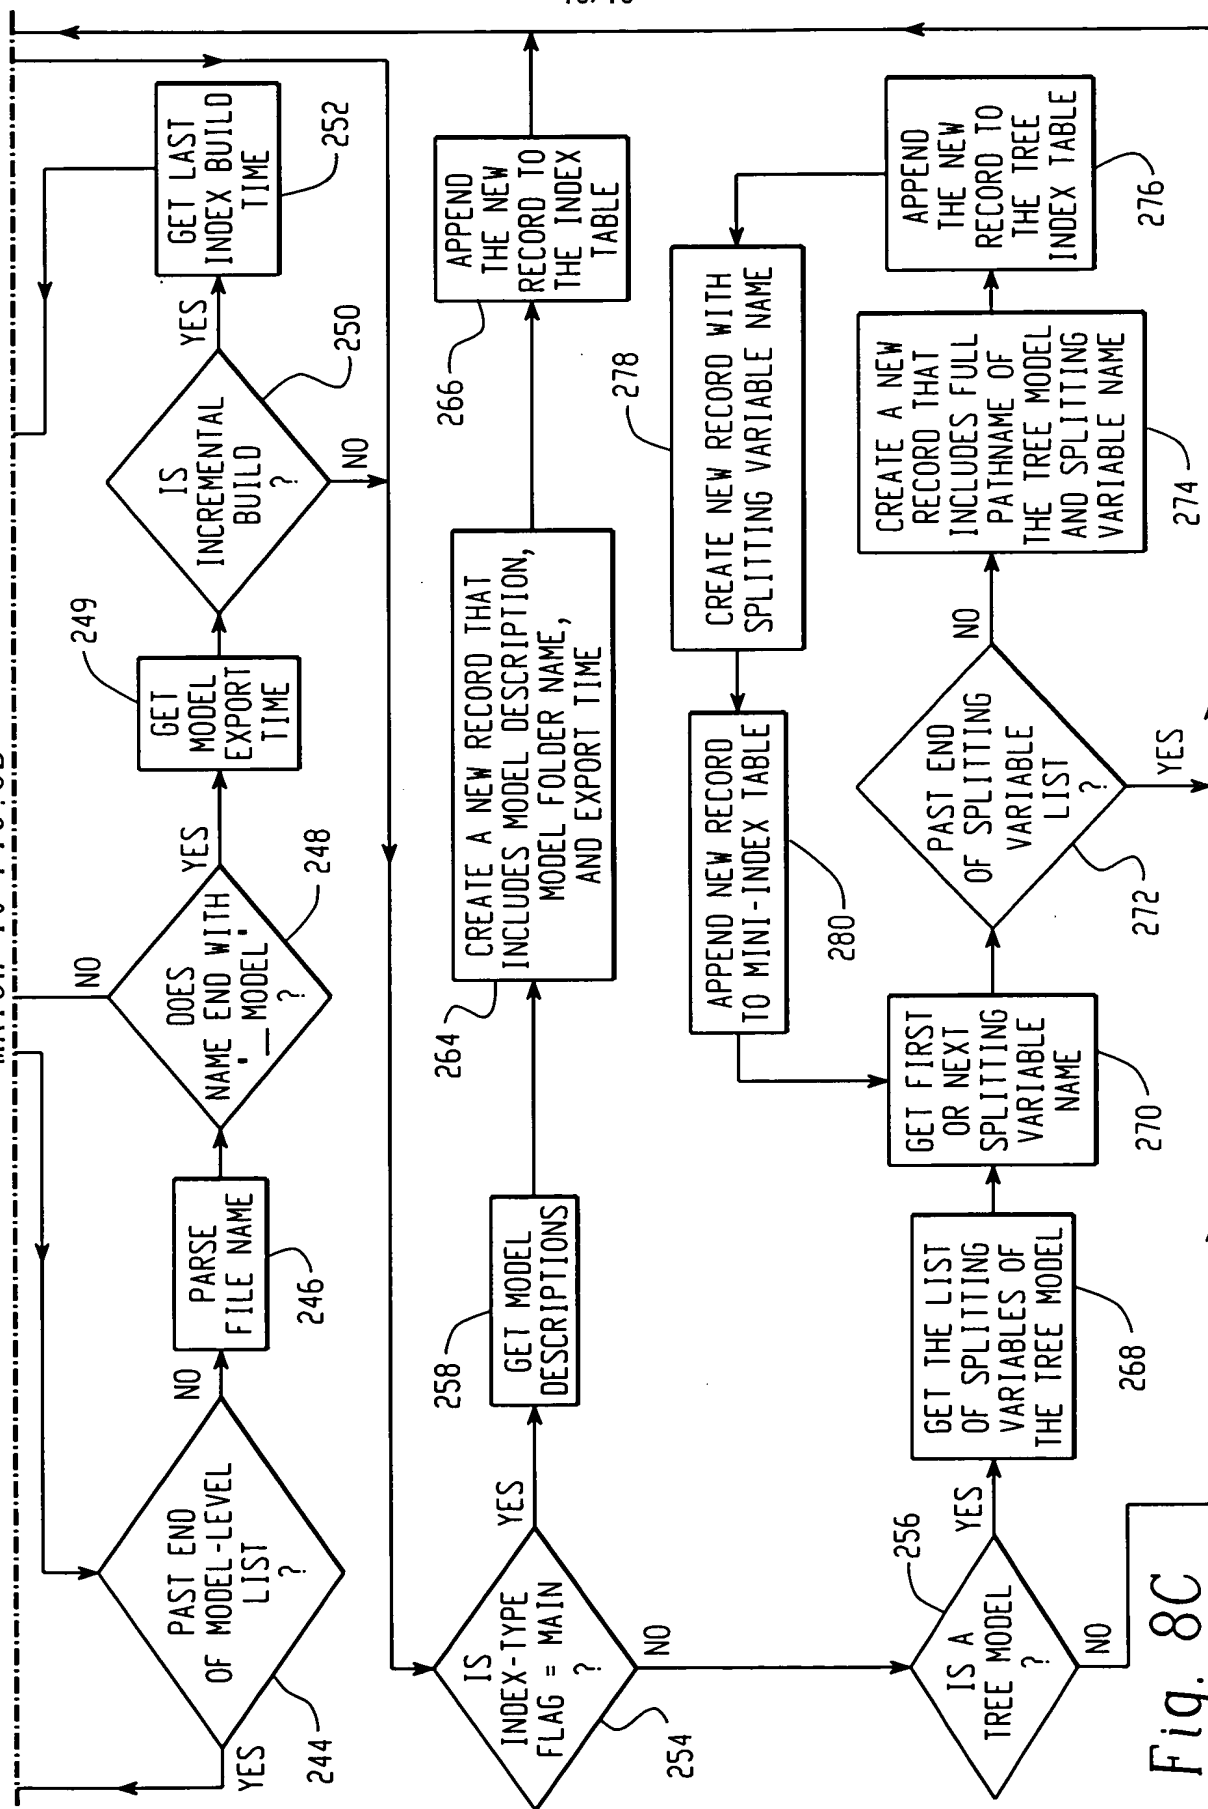 PAST END
OF MODEL-LEVEL
LIST
?
YES
244
NO
PARSE
FILE NAME
246
DOES
NAME END WITH
'_MODEL'
?
NO
248
YES
GET
MODEL
EXPORT
TIME
249
IS
INCREMENTAL
BUILD
?
250
NO
YES
GET LAST
INDEX BUILD
TIME
252
IS
INDEX-TYPE
FLAG = MAIN
?
254
NO
YES
GET MODEL
DESCRIPTIONS
258
CREATE A NEW RECORD THAT
INCLUDES MODEL DESCRIPTION,
MODEL FOLDER NAME,
AND EXPORT TIME
264
APPEND
THE NEW
RECORD TO
THE INDEX
TABLE
266
APPEND NEW RECORD
TO MINI-INDEX TABLE
280
CREATE NEW RECORD WITH
SPLITTING VARIABLE NAME
278
IS A
TREE MODEL
?
256
NO
YES
GET THE LIST
OF SPLITTING
VARIABLES OF
THE TREE MODEL
268
GET FIRST
OR NEXT
SPLITTING
VARIABLE
NAME
270
PAST END
OF SPLITTING
VARIABLE
LIST
?
272
YES
NO
CREATE A NEW
RECORD THAT
INCLUDES FULL
PATHNAME OF
THE TREE MODEL
AND SPLITTING
VARIABLE NAME
274
APPEND
THE NEW
RECORD TO
THE TREE
INDEX TABLE
276
Fig. 8C